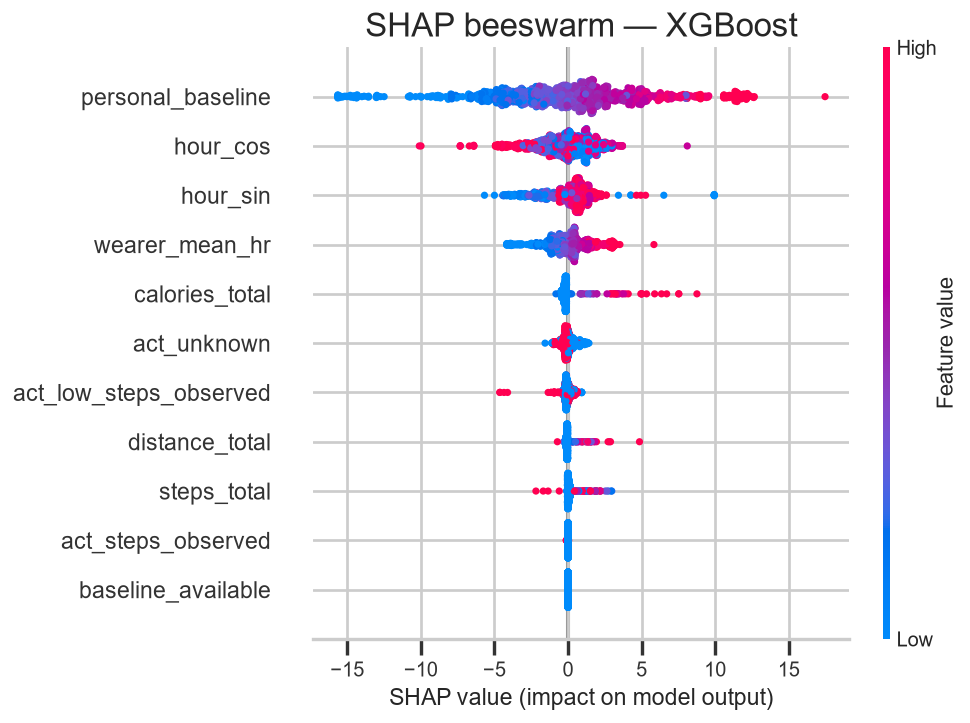 SHAP beeswarm — XGBoost
High
personal_baseline
hour_cos
hour_sin
wearer_mean_hr
calories_total
act_unknown
act_low_steps_observed
distance_total
steps_total
act_steps_observed
baseline_available
Feature value
Low
−15 −10 −5 0 5 10 15
SHAP value (impact on model output)